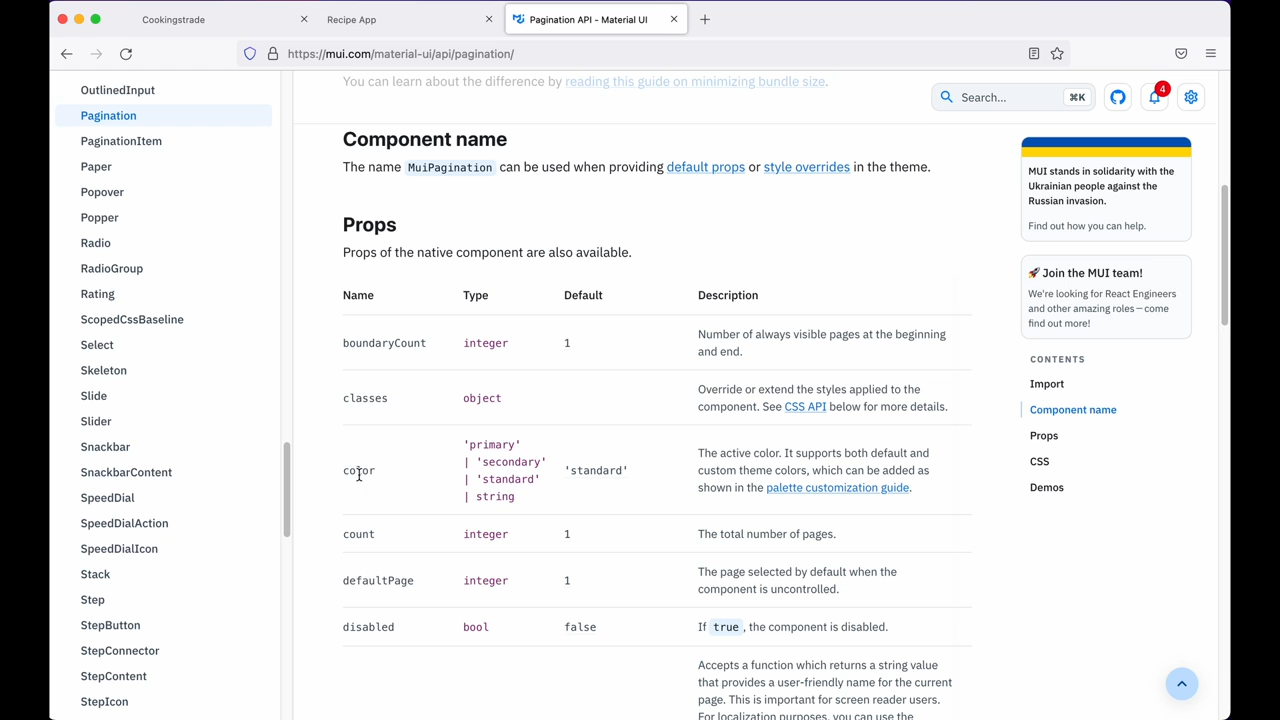 Cookingstrade
Recipe App
Pagination API - Material UI
https://mui.com/material-ui/api/pagination/
OutlinedInput
Pagination
PaginationItem
Paper
Popover
Popper
Radio
RadioGroup
Rating
ScopedCssBaseline
Select
Skeleton
Slide
Slider
Snackbar
SnackbarContent
SpeedDial
SpeedDialAction
SpeedDialIcon
Stack
Step
StepButton
StepConnector
StepContent
StepIcon
You can learn about the difference by reading this guide on minimizing bundle size.
Search...
⌘K
4
Component name
The name MuiPagination can be used when providing default props or style overrides in the theme.
Props
Props of the native component are also available.
Name Type Default Description
boundaryCount integer 1 Number of always visible pages at the beginning
and end.
classes object Override or extend the styles applied to the
component. See CSS API below for more details.
color 'primary'
| 'secondary'
| 'standard'
| string
'standard'
The active color. It supports both default and
custom theme colors, which can be added as
shown in the palette customization guide.
count integer 1 The total number of pages.
defaultPage integer 1 The page selected by default when the
component is uncontrolled.
disabled bool false If true, the component is disabled.
Accepts a function which returns a string value
that provides a user-friendly name for the current
page. This is important for screen reader users.
For localization purposes, you can use the
MUI stands in solidarity with the
Ukrainian people against the
Russian invasion.
Find out how you can help.
🚀 Join the MUI team!
We're looking for React Engineers
and other amazing roles – come
find out more!
CONTENTS
Import
Component name
Props
CSS
Demos